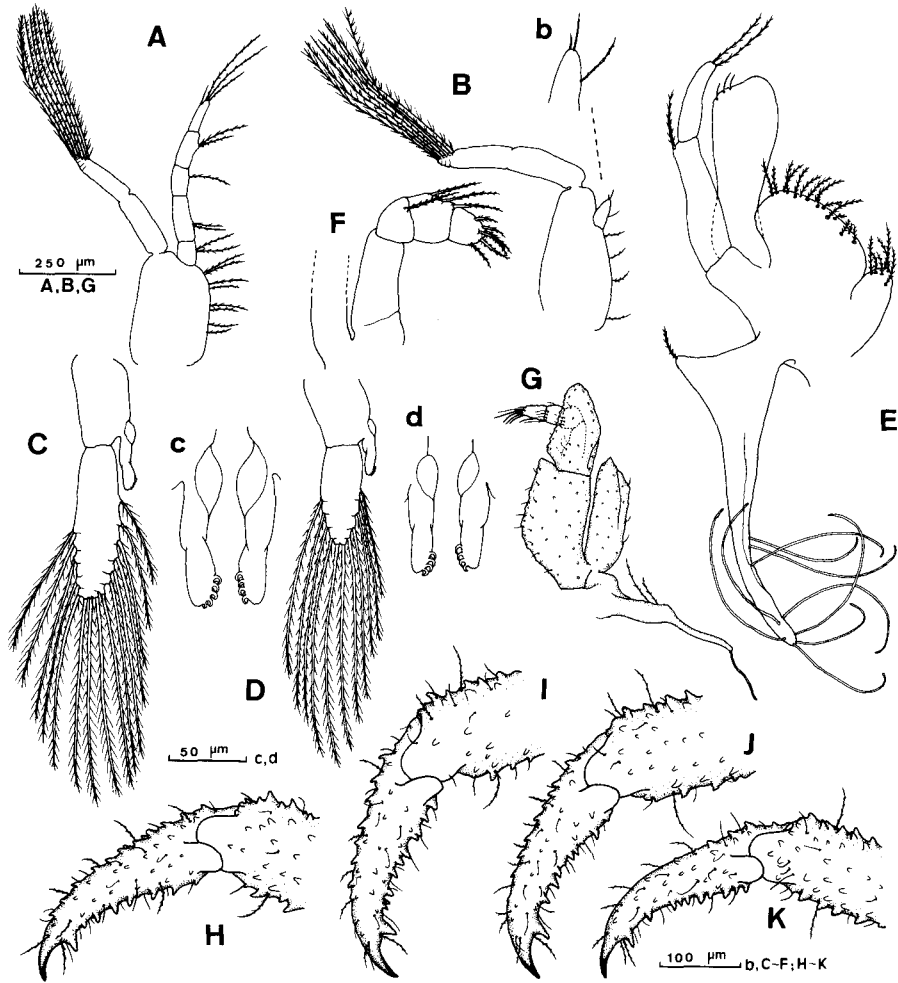 A
b
B
F
250 μm
A,B,G
E
C
c
d
G
D
50 μm c,d
I
J
H
K
100 μm b,C~F;H~K